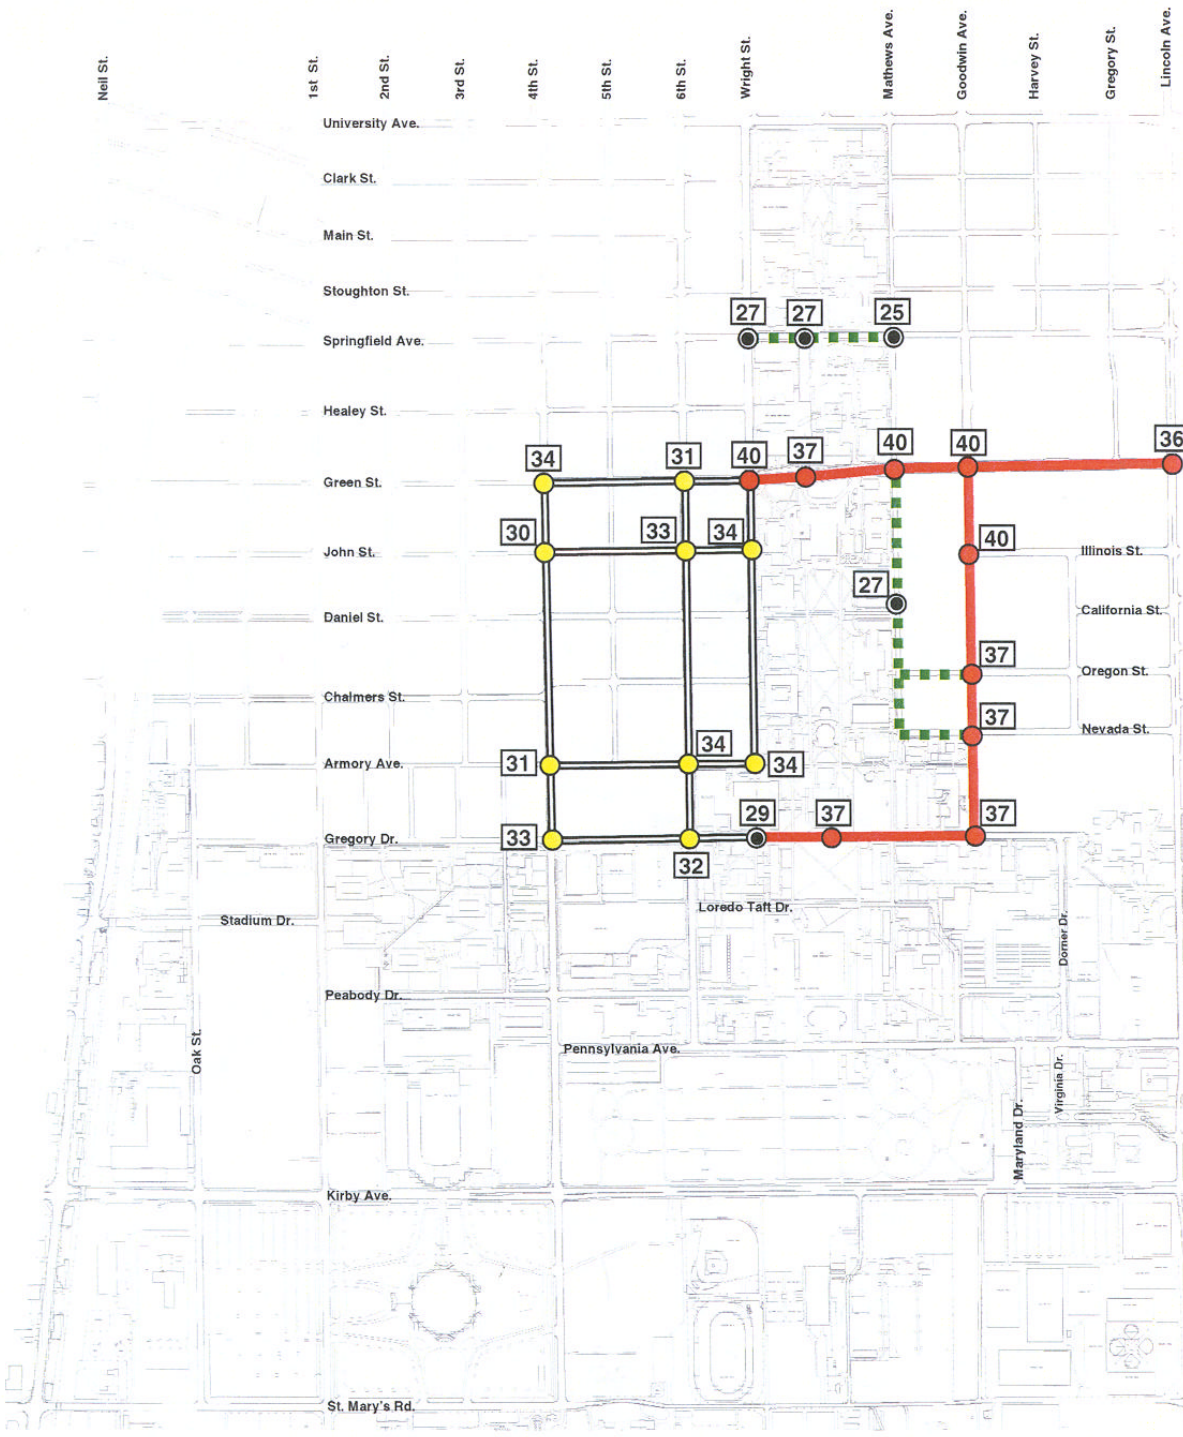 Neil St.
1st St.
2nd St.
3rd St.
4th St.
5th St.
6th St.
Wright St.
Mathews Ave.
Goodwin Ave.
Harvey St.
Gregory St.
Lincoln Ave.
University Ave.
Clark St.
Main St.
Stoughton St.
27 27 25
Springfield Ave.
Healey St.
34 31 40 37 40 40 36
Green St.
30 33 34 40
John St.
Illinois St.
27
California St.
Daniel St.
37
Oregon St.
Chalmers St.
37
Nevada St.
34
Armory Ave.
31 34
29 37 37
Gregory Dr.
33
32
Loredo Taft Dr.
Stadium Dr.
Dorner Dr.
Peabody Dr.
Oak St.
Pennsylvania Ave.
Virginia Dr.
Maryland Dr.
Kirby Ave.
St. Mary's Rd.